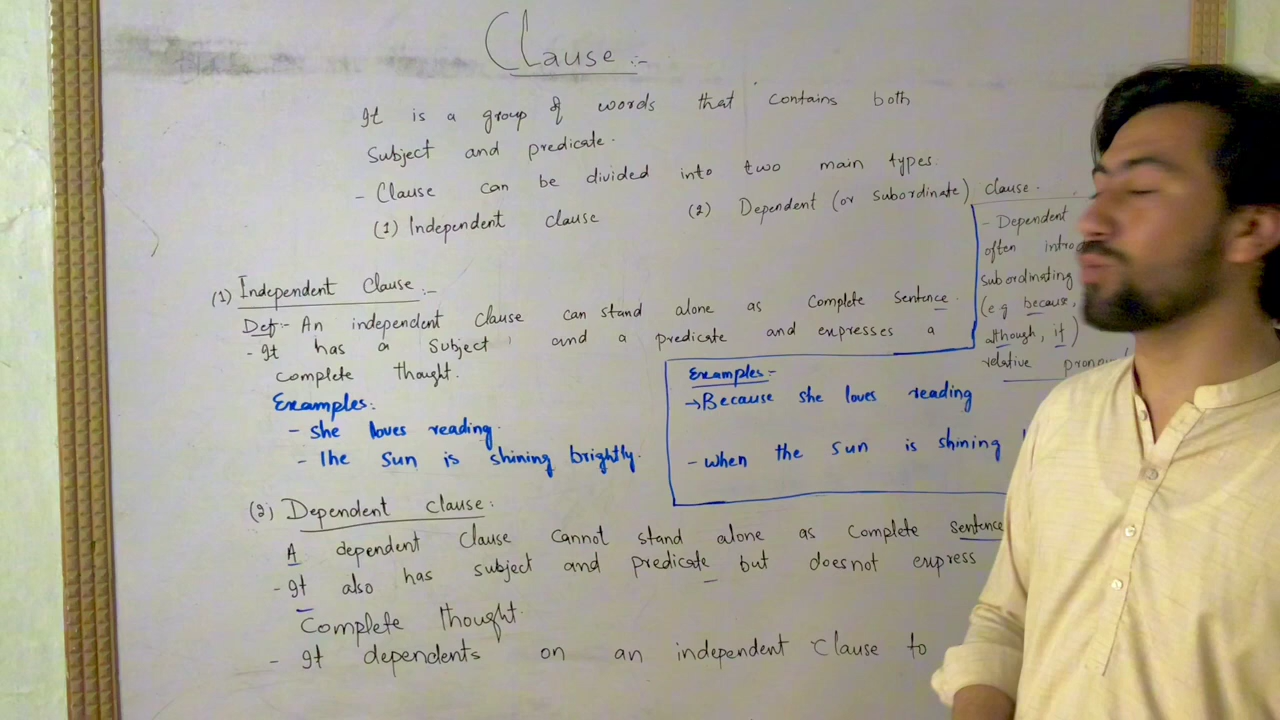 Clause :-
It is a group of words that contains both
Subject and predicate.
- Clause can be divided into two main types.
(1) Independent clause (2) Dependent (or subordinate) clause.
(1) Independent Clause :-
Def:- An independent clause can stand alone as complete sentence.
- It has a subject, and a predicate and expresses a
complete thought.
Examples:
- She loves reading.
- The Sun is shining brightly.
- Dependent
often
subordinating
(e g because,
although, if)
relative
Examples:-
→ Because she loves reading
- when the sun is shining
(2) Dependent clause:
A dependent clause cannot stand alone as complete sentence
- It also has subject and predicate but doesnot express
Complete thought.
- It dependents on an independent clause to